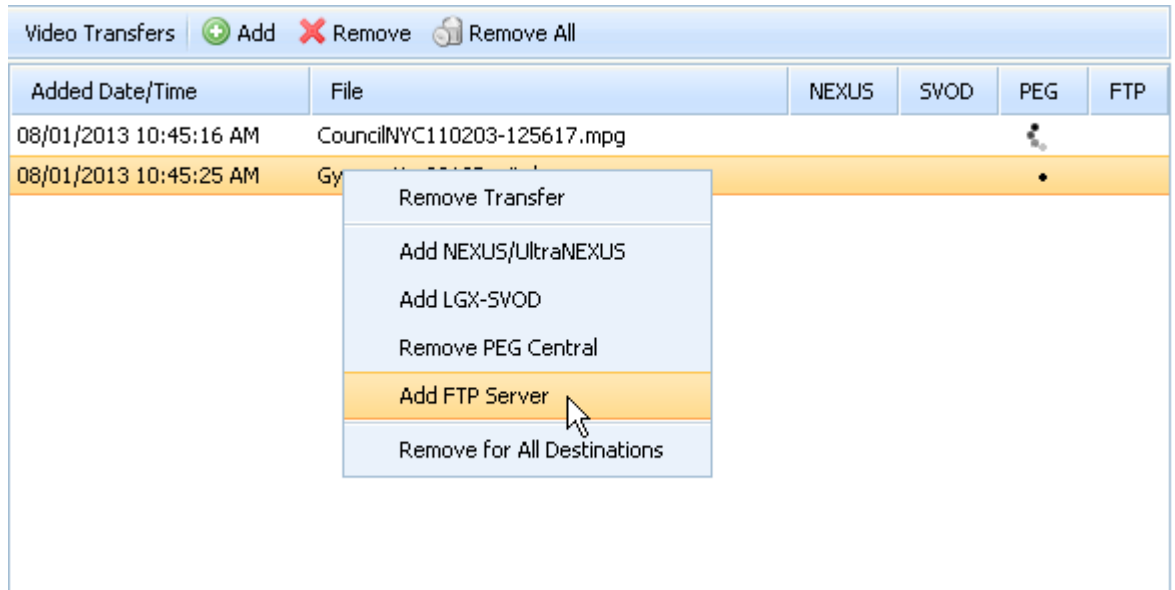 Video Transfers Add Remove Remove All
Added Date/Time File NEXUS SVOD PEG FTP
08/01/2013 10:45:16 AM CouncilNYC110203-125617.mpg
08/01/2013 10:45:25 AM
Remove Transfer
Add NEXUS/UltraNEXUS
Add LGX-SVOD
Remove PEG Central
Add FTP Server
Remove for All Destinations